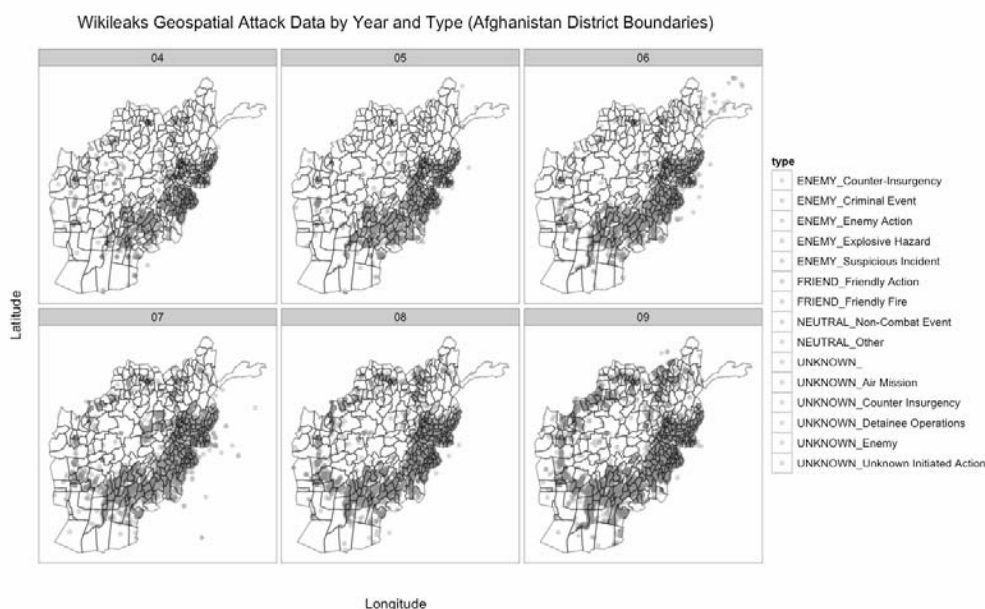 Wikileaks Geospatial Attack Data by Year and Type (Afghanistan District Boundaries)
04
05
06
07
08
09
Latitude
Longitude
type
ENEMY_Counter-Insurgency
ENEMY_Criminal Event
ENEMY_Enemy Action
ENEMY_Explosive Hazard
ENEMY_Suspicious Incident
FRIEND_Friendly Action
FRIEND_Friendly Fire
NEUTRAL_Non-Combat Event
NEUTRAL_Other
UNKNOWN_
UNKNOWN_Air Mission
UNKNOWN_Counter Insurgency
UNKNOWN_Detainee Operations
UNKNOWN_Enemy
UNKNOWN_Unknown Initiated Action